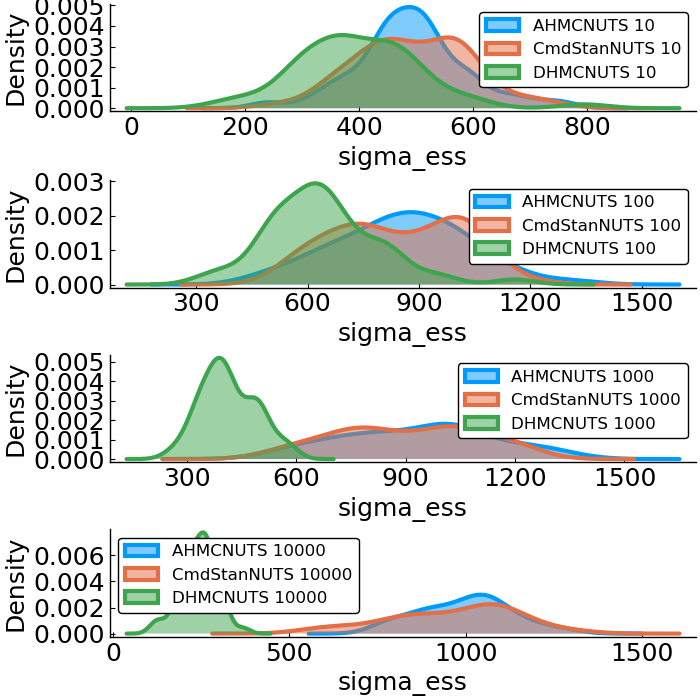 Density
0.005
0.004
0.003
0.002
0.001
0.000
AHMCNUTS 10
CmdStanNUTS 10
DHMCNUTS 10
0 200 400 600 800
sigma_ess
Density
0.003
0.002
0.001
0.000
AHMCNUTS 100
CmdStanNUTS 100
DHMCNUTS 100
300 600 900 1200 1500
sigma_ess
Density
0.005
0.004
0.003
0.002
0.001
0.000
AHMCNUTS 1000
CmdStanNUTS 1000
DHMCNUTS 1000
300 600 900 1200 1500
sigma_ess
Density
0.006
0.004
0.002
0.000
AHMCNUTS 10000
CmdStanNUTS 10000
DHMCNUTS 10000
0 500 1000 1500
sigma_ess